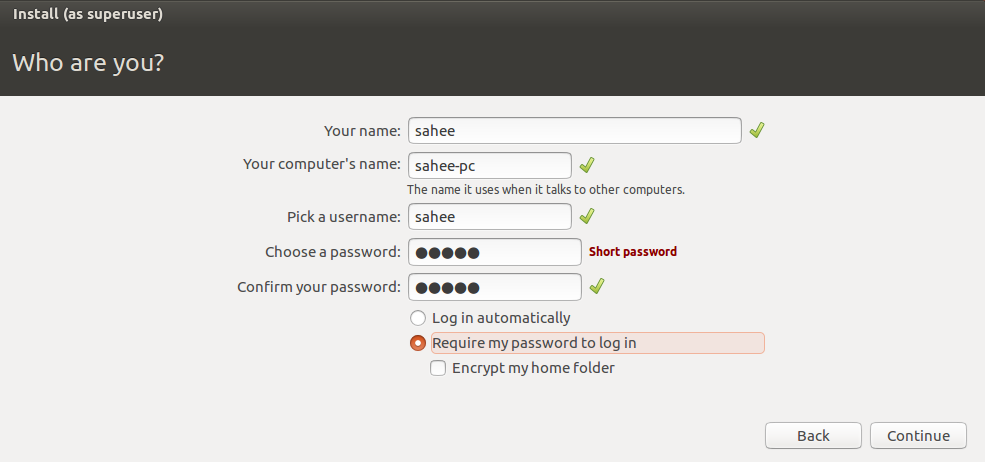 Install (as superuser)
Who are you?
Your name: sahee
Your computer's name: sahee-pc
The name it uses when it talks to other computers.
Pick a username: sahee
Choose a password: ●●●●● Short password
Confirm your password: ●●●●●
Log in automatically
Require my password to log in
Encrypt my home folder
Back Continue